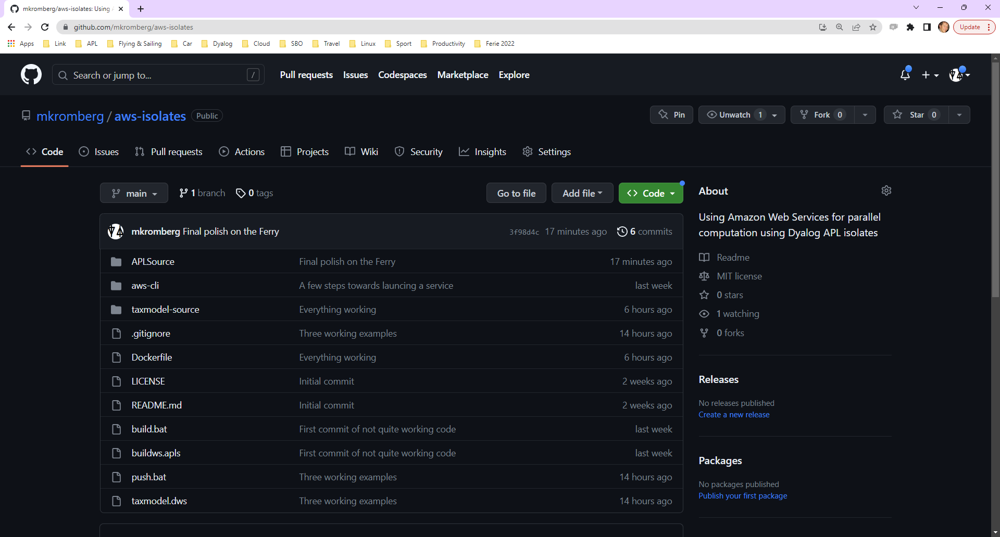 mkromberg/aws-isolates: Using
github.com/mkromberg/aws-isolates
Update
Apps Link APL Flying & Sailing Car Dyalog Cloud SBO Travel Linux Sport Productivity Ferie 2022
Search or jump to... / Pull requests Issues Codespaces Marketplace Explore
mkromberg / aws-isolates Public Pin Unwatch 1 Fork 0 Star 0
Code Issues Pull requests Actions Projects Wiki Security Insights Settings
main 1 branch 0 tags Go to file Add file Code
mkromberg Final polish on the Ferry 3f98d4c 17 minutes ago 6 commits
APLSource Final polish on the Ferry 17 minutes ago
aws-cli A few steps towards launcing a service last week
taxmodel-source Everything working 6 hours ago
.gitignore Three working examples 14 hours ago
Dockerfile Everything working 6 hours ago
LICENSE Initial commit 2 weeks ago
README.md Initial commit 2 weeks ago
build.bat First commit of not quite working code last week
buildws.apls First commit of not quite working code last week
push.bat Three working examples 14 hours ago
taxmodel.dws Three working examples 14 hours ago
About
Using Amazon Web Services for parallel
computation using Dyalog APL isolates
Readme
MIT license
0 stars
1 watching
0 forks
Releases
No releases published
Create a new release
Packages
No packages published
Publish your first package